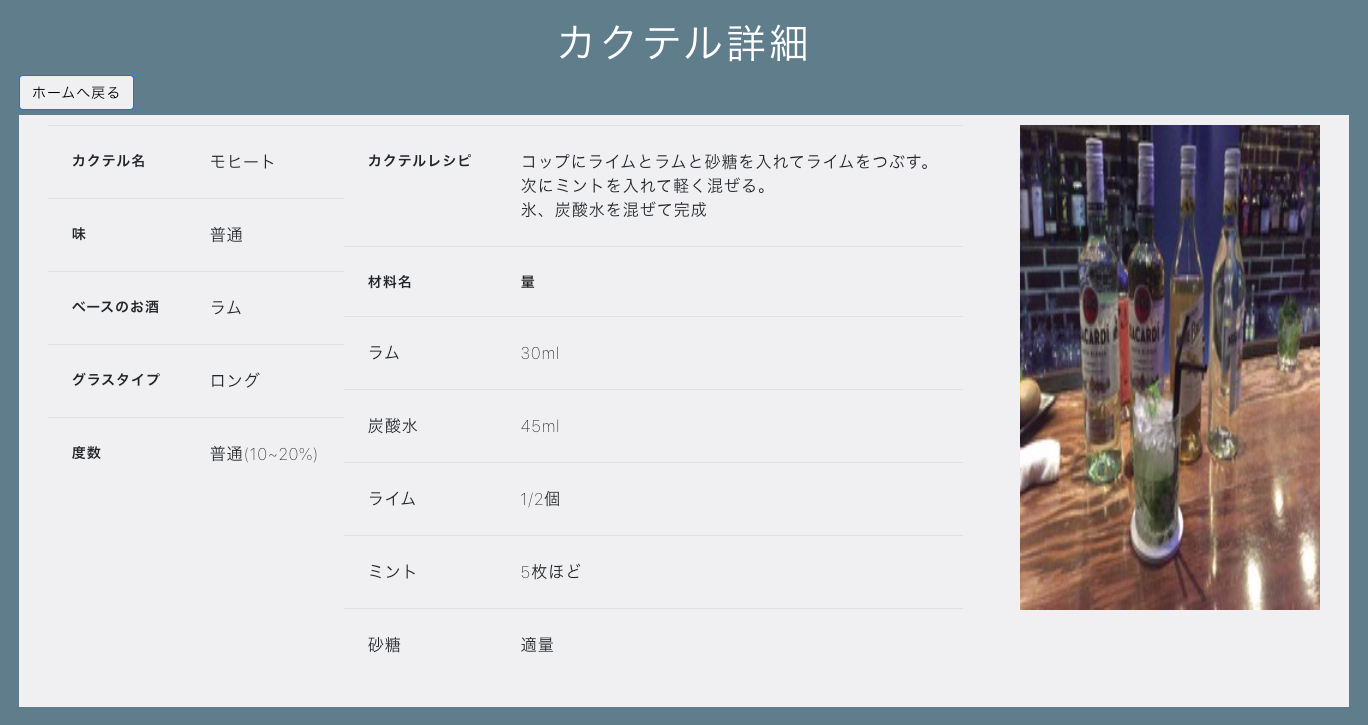 カクテル詳細
ホームへ戻る
カクテル名 モヒート
味 普通
ベースのお酒 ラム
グラスタイプ ロング
度数 普通(10~20%)
カクテルレシピ コップにライムとラムと砂糖を入れてライムをつぶす。
次にミントを入れて軽く混ぜる。
氷、炭酸水を混ぜて完成
材料名 量
ラム 30ml
炭酸水 45ml
ライム 1/2個
ミント 5枚ほど
砂糖 適量
BACARDÍ
BACARDÍ